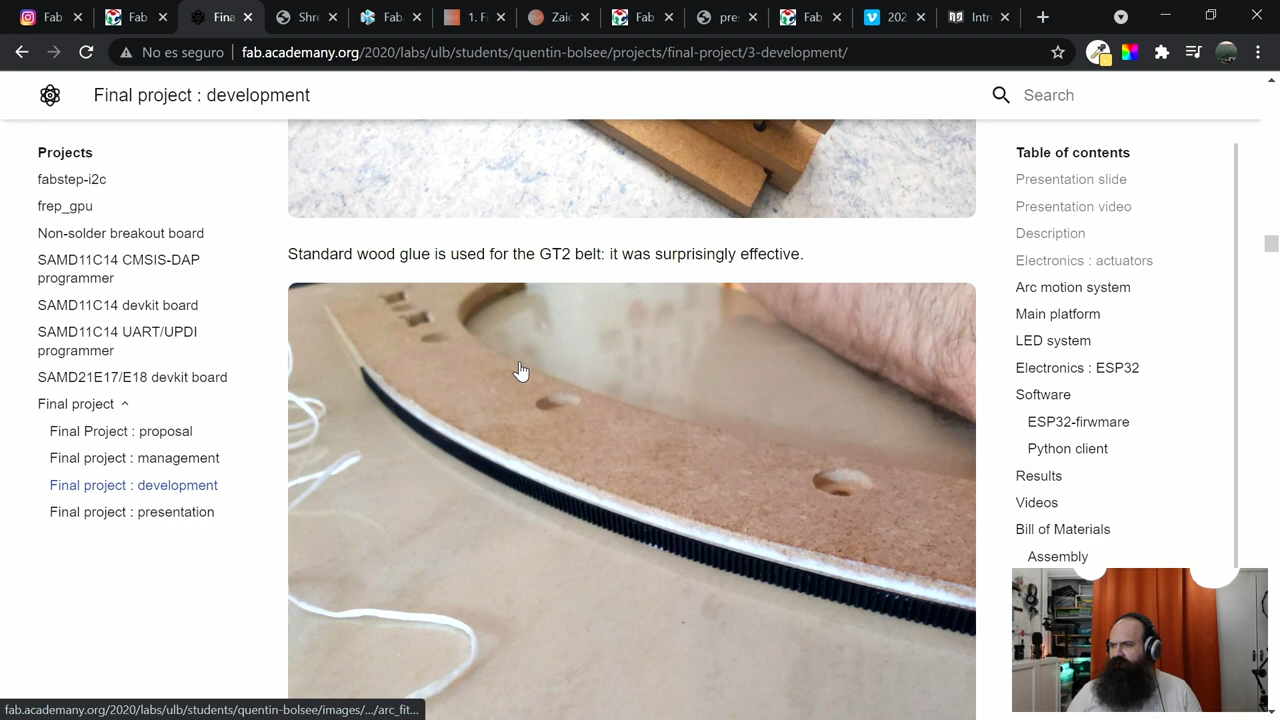 Fab
Fab
Fina
Shre
Fab.
1. Fi
Zaic
Fab
pres
Fab
202
Intr
No es seguro
fab.academany.org/2020/labs/ulb/students/quentin-bolsee/projects/final-project/3-development/
Final project : development
Search
Projects
fabstep-i2c
frep_gpu
Non-solder breakout board
SAMD11C14 CMSIS-DAP
programmer
SAMD11C14 devkit board
SAMD11C14 UART/UPDI
programmer
SAMD21E17/E18 devkit board
Final project
Final Project : proposal
Final project : management
Final project : development
Final project : presentation
Standard wood glue is used for the GT2 belt: it was surprisingly effective.
Table of contents
Presentation slide
Presentation video
Description
Electronics : actuators
Arc motion system
Main platform
LED system
Electronics : ESP32
Software
ESP32-firwmare
Python client
Results
Videos
Bill of Materials
Assembly
fab.academany.org/2020/labs/ulb/students/quentin-bolsee/images/.../arc_fit...